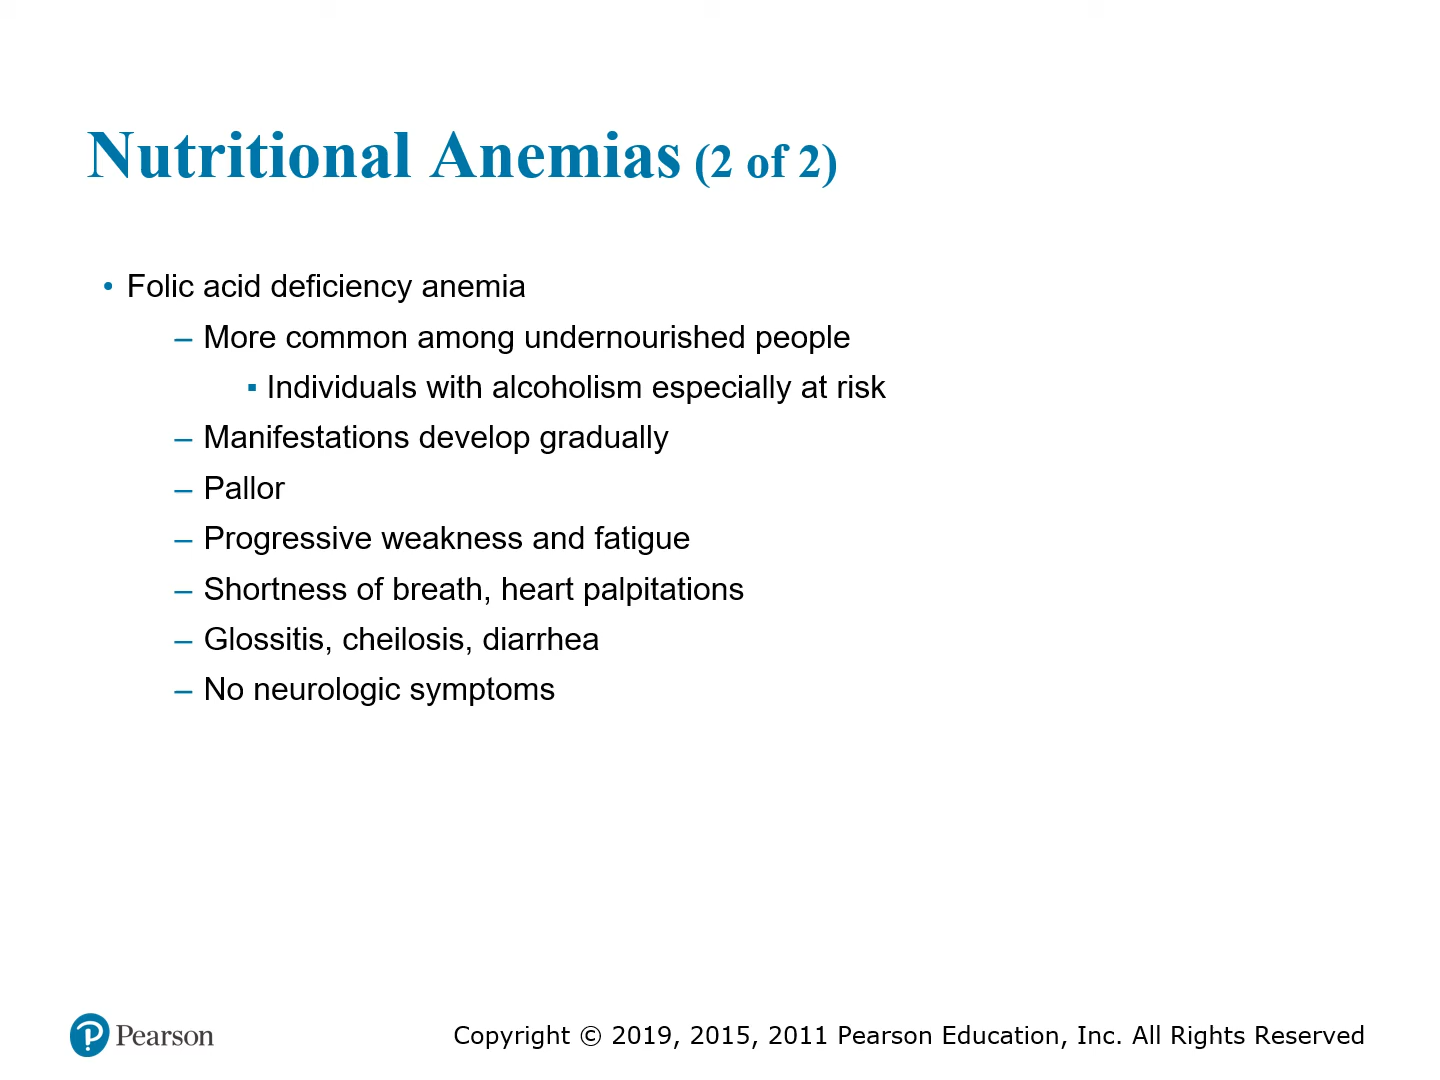 Nutritional Anemias (2 of 2)
• Folic acid deficiency anemia
– More common among undernourished people
▪ Individuals with alcoholism especially at risk
– Manifestations develop gradually
– Pallor
– Progressive weakness and fatigue
– Shortness of breath, heart palpitations
– Glossitis, cheilosis, diarrhea
– No neurologic symptoms
Pearson
Copyright © 2019, 2015, 2011 Pearson Education, Inc. All Rights Reserved